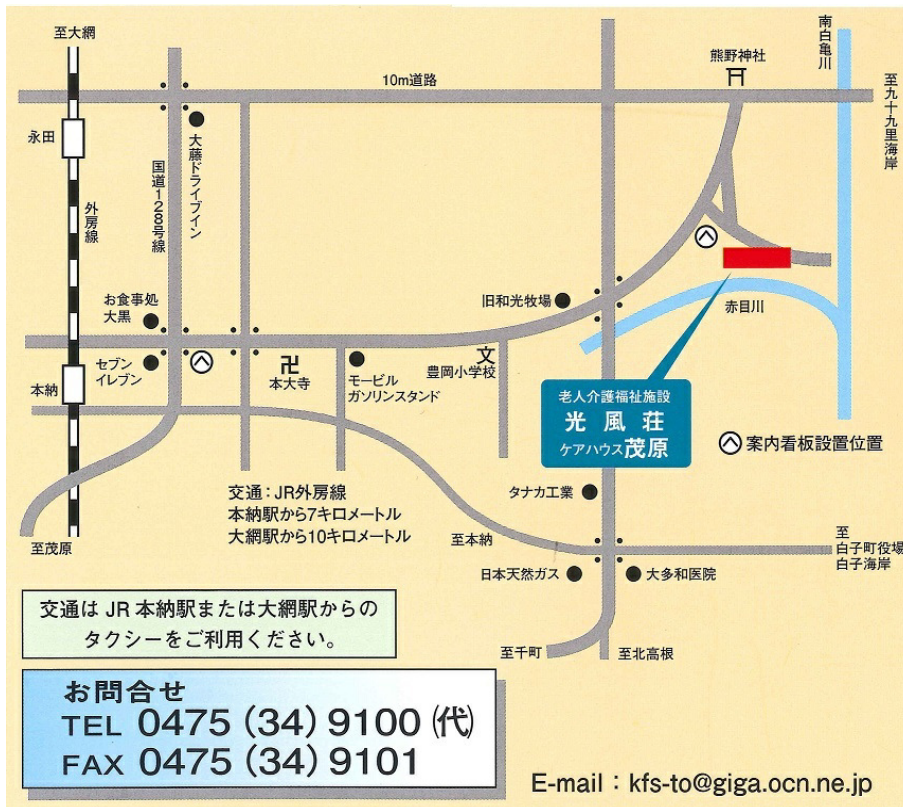 至大網
熊野神社
南白亀川
10m道路
至九十九里海岸
永田
大藤ドライブイン
国道128号線
外房線
お食事処
大黒
旧和光牧場
赤目川
セブン
イレブン
本納
本大寺
モービル
ガソリンスタンド
文
豊岡小学校
老人介護福祉施設
光風荘
ケアハウス茂原
案内看板設置位置
交通：JR外房線
本納駅から7キロメートル
大網駅から10キロメートル
タナカ工業
至茂原
至本納
至
白子町役場
白子海岸
日本天然ガス
大多和医院
交通は JR 本納駅または大網駅からの
タクシーをご利用ください。
至千町
至北高根
お問合せ
TEL 0475（34）9100（代）
FAX 0475（34）9101
E-mail：kfs-to@giga.ocn.ne.jp